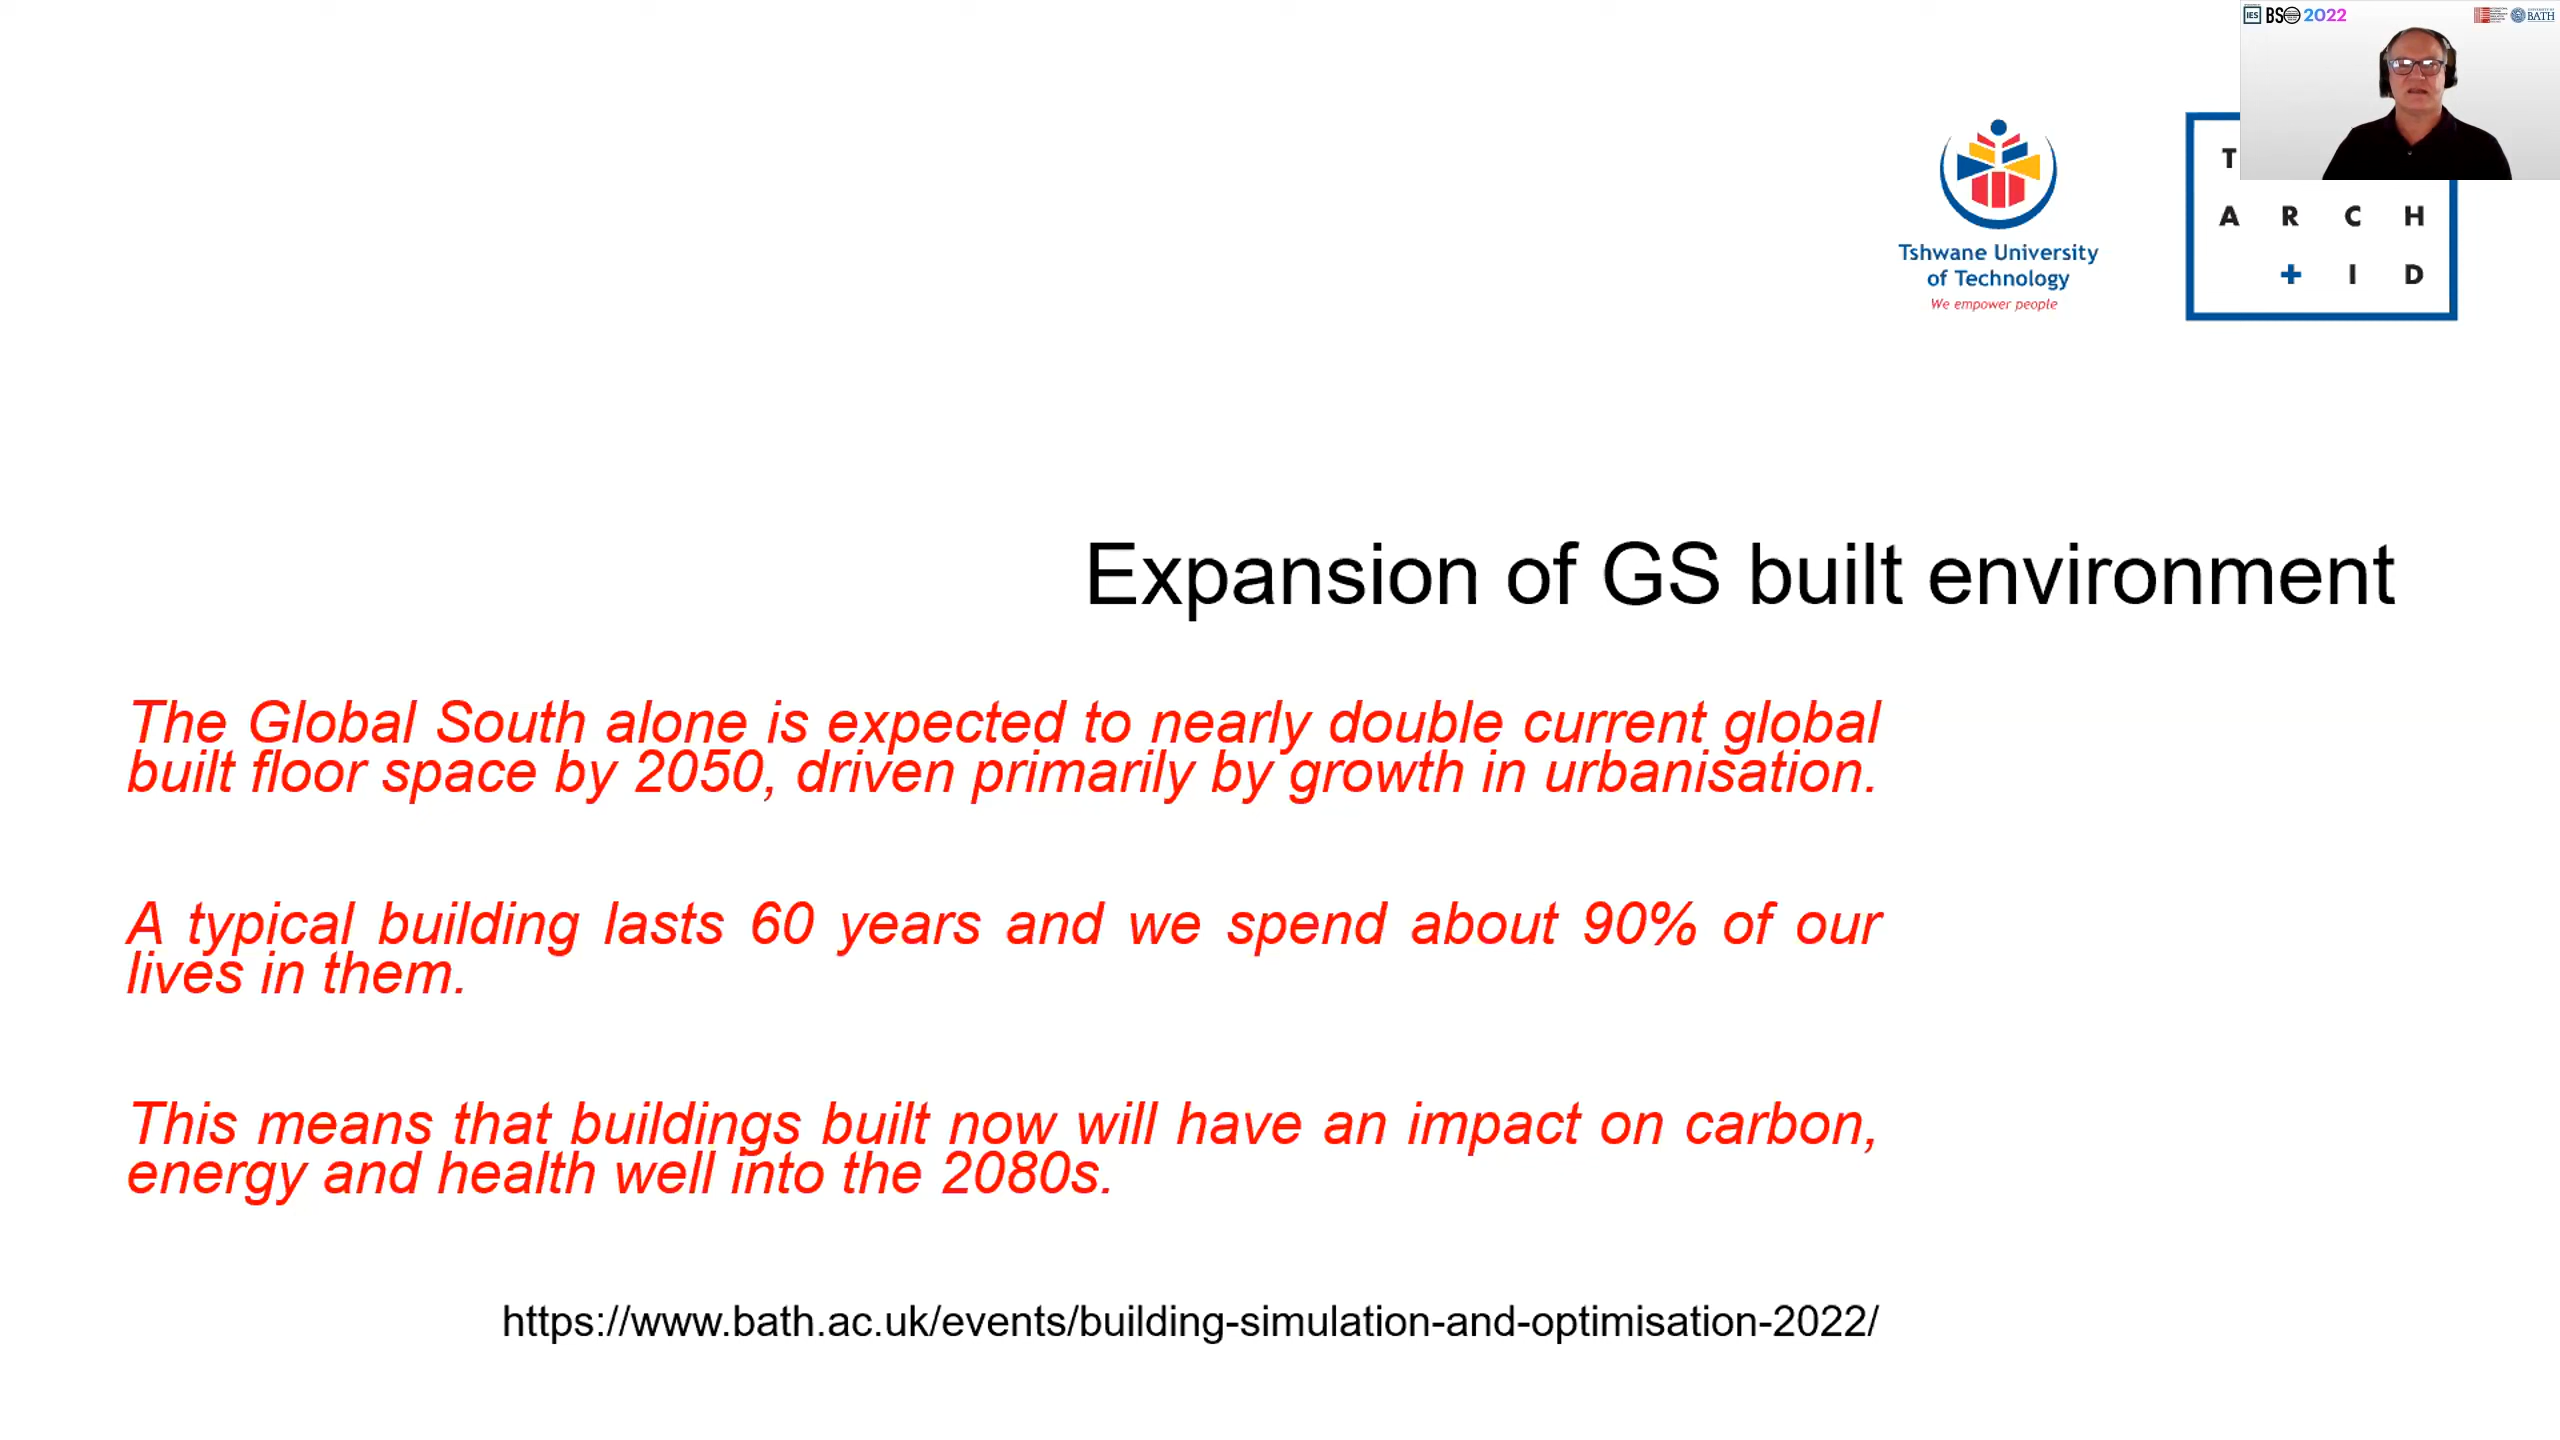 IES BSO 2022
BATH
T
A R C H
+ I D
Tshwane University
of Technology
We empower people
Expansion of GS built environment
The Global South alone is expected to nearly double current global
built floor space by 2050, driven primarily by growth in urbanisation.
A typical building lasts 60 years and we spend about 90% of our
lives in them.
This means that buildings built now will have an impact on carbon,
energy and health well into the 2080s.
https://www.bath.ac.uk/events/building-simulation-and-optimisation-2022/